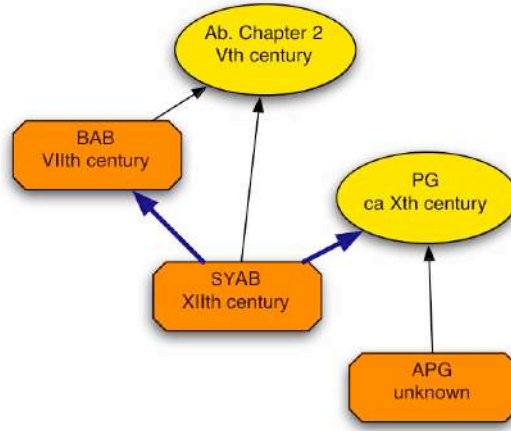 Ab. Chapter 2
Vth century
BAB
VIIth century
PG
ca Xth century
SYAB
XIIth century
APG
unknown